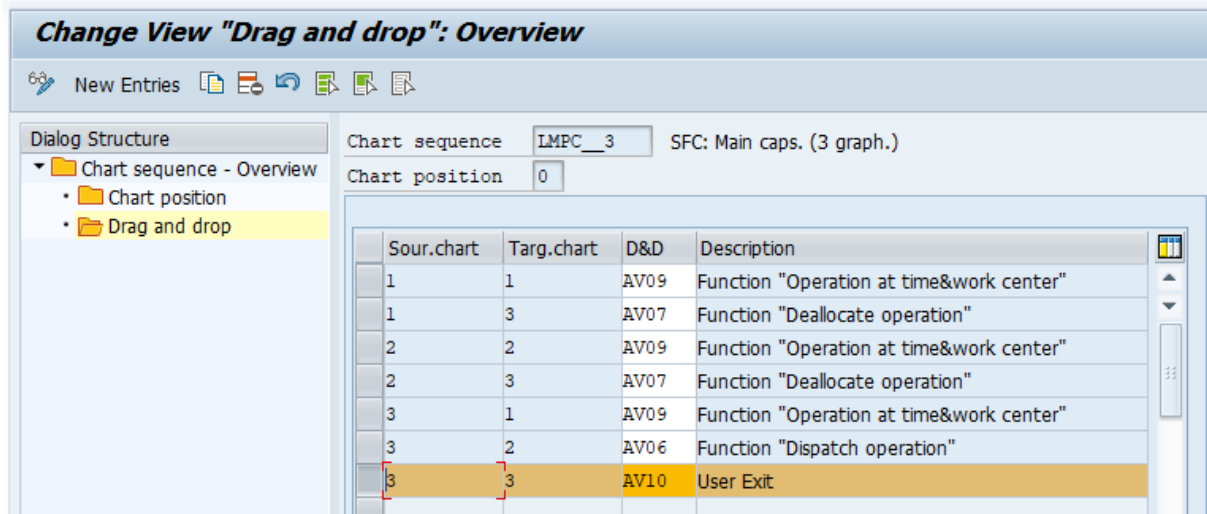 Change View "Drag and drop": Overview
New Entries
Dialog Structure
Chart sequence - Overview
Chart position
Drag and drop
Chart sequence LMPC__3 SFC: Main caps. (3 graph.)
Chart position 0
Sour.chart Targ.chart D&D Description
1 1 AV09 Function "Operation at time&work center"
1 3 AV07 Function "Deallocate operation"
2 2 AV09 Function "Operation at time&work center"
2 3 AV07 Function "Deallocate operation"
3 1 AV09 Function "Operation at time&work center"
3 2 AV06 Function "Dispatch operation"
3 3 AV10 User Exit